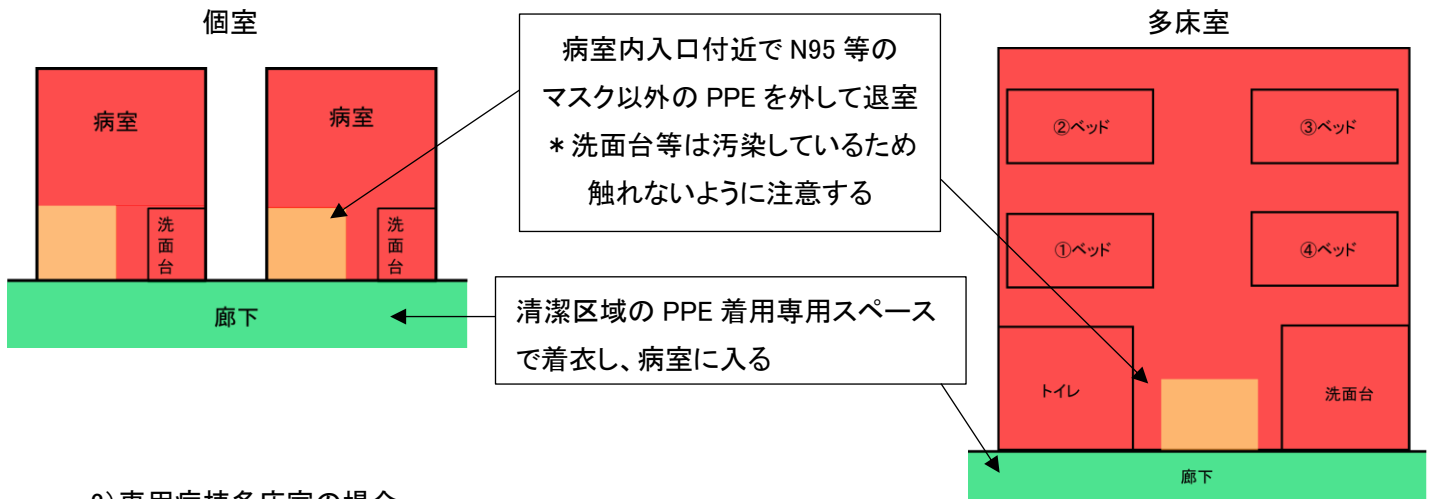 個室
多床室
病室
病室
洗面台
洗面台
廊下
病室内入口付近で N95 等の
マスク以外の PPE を外して退室
*洗面台等は汚染しているため
触れないように注意する
清潔区域の PPE 着用専用スペース
で着衣し、病室に入る
②ベッド
③ベッド
①ベッド
④ベッド
トイレ
洗面台
廊下